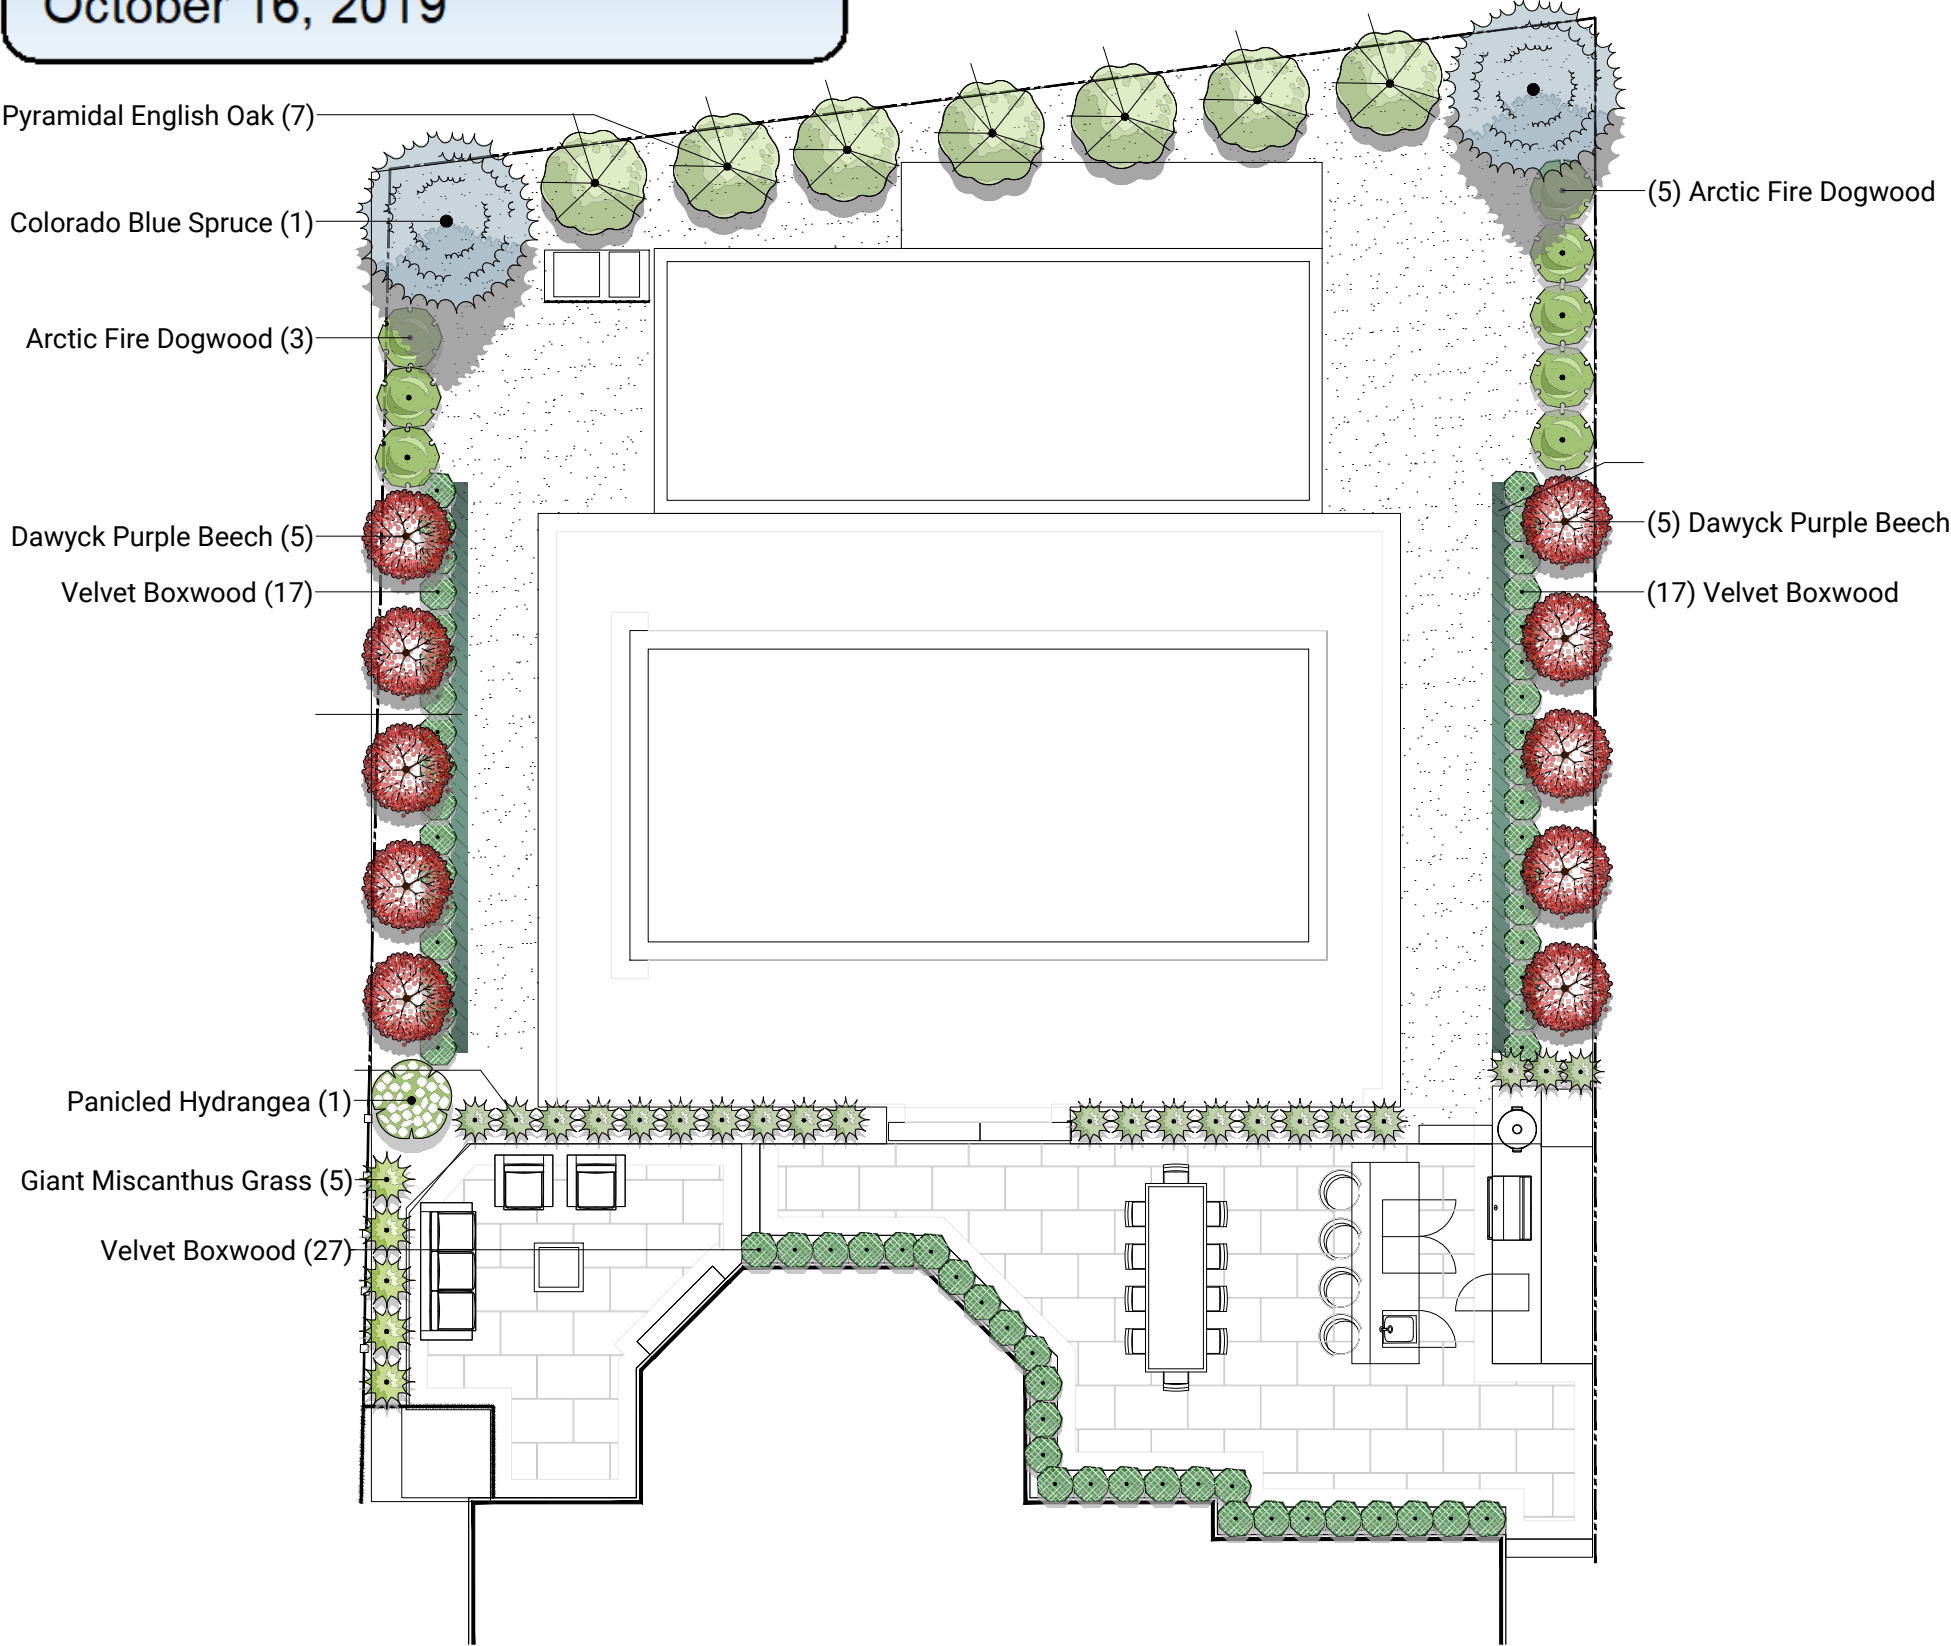 October 16, 2019
Pyramidal English Oak (7)
Colorado Blue Spruce (1)
(5) Arctic Fire Dogwood
Arctic Fire Dogwood (3)
Dawyck Purple Beech (5)
(5) Dawyck Purple Beech
Velvet Boxwood (17)
(17) Velvet Boxwood
Panicled Hydrangea (1)
Giant Miscanthus Grass (5)
Velvet Boxwood (27)